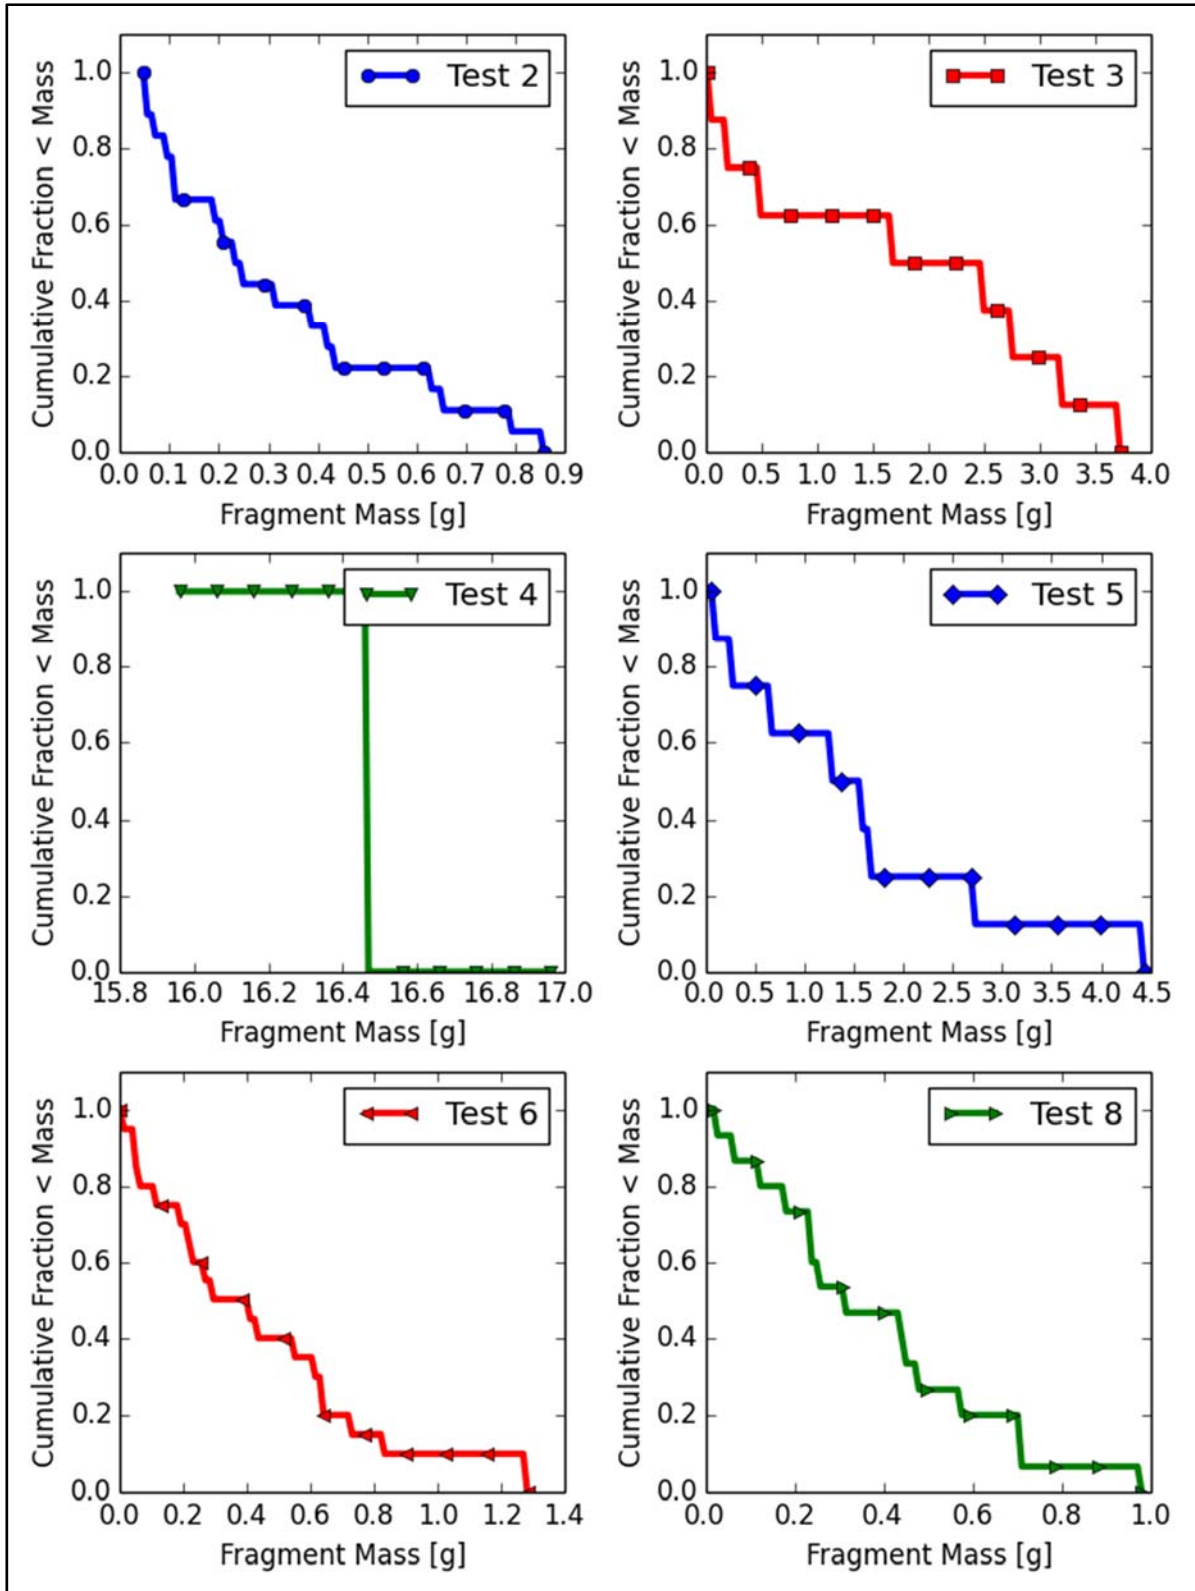 Test 2
Cumulative Fraction < Mass
1.0
0.8
0.6
0.4
0.2
0.0
0.0 0.1 0.2 0.3 0.4 0.5 0.6 0.7 0.8 0.9
Fragment Mass [g]
Test 3
Cumulative Fraction < Mass
1.0
0.8
0.6
0.4
0.2
0.0
0.0 0.5 1.0 1.5 2.0 2.5 3.0 3.5 4.0
Fragment Mass [g]
Test 4
Cumulative Fraction < Mass
1.0
0.8
0.6
0.4
0.2
0.0
15.8 16.0 16.2 16.4 16.6 16.8 17.0
Fragment Mass [g]
Test 5
Cumulative Fraction < Mass
1.0
0.8
0.6
0.4
0.2
0.0
0.0 0.5 1.0 1.5 2.0 2.5 3.0 3.5 4.0 4.5
Fragment Mass [g]
Test 6
Cumulative Fraction < Mass
1.0
0.8
0.6
0.4
0.2
0.0
0.0 0.2 0.4 0.6 0.8 1.0 1.2 1.4
Fragment Mass [g]
Test 8
Cumulative Fraction < Mass
1.0
0.8
0.6
0.4
0.2
0.0
0.0 0.2 0.4 0.6 0.8 1.0
Fragment Mass [g]